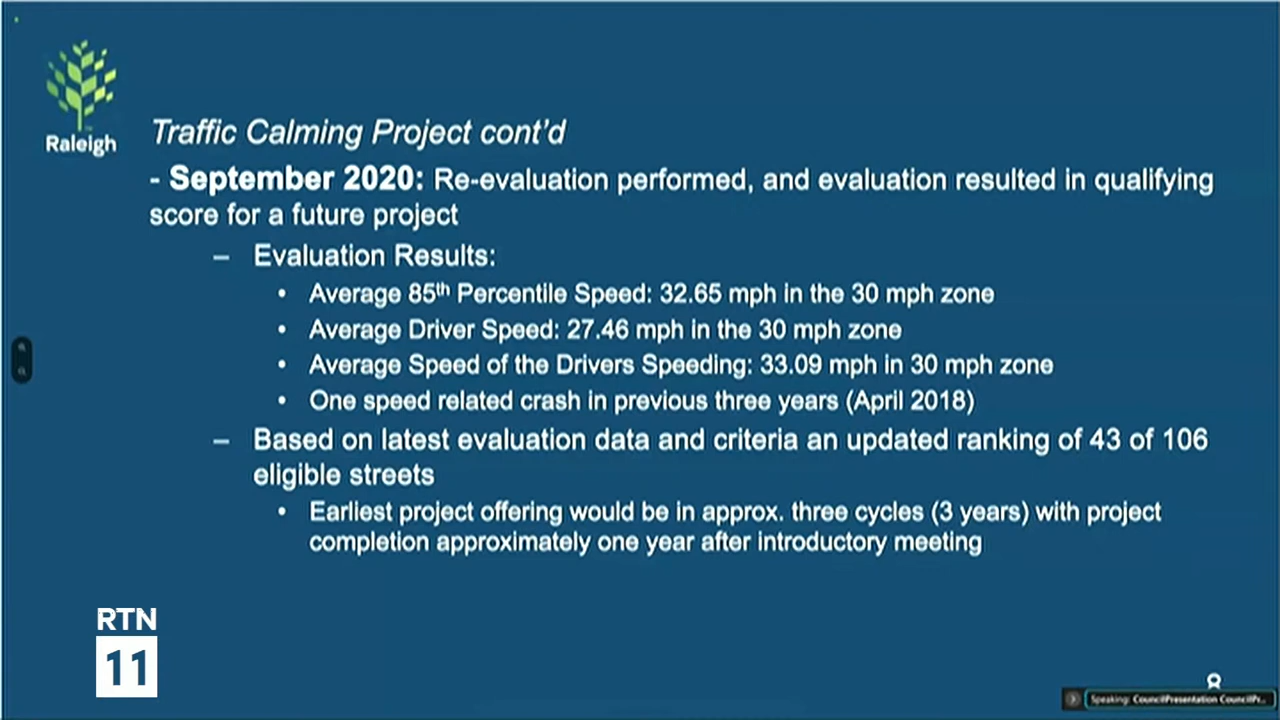 Raleigh
Traffic Calming Project cont'd
- September 2020: Re-evaluation performed, and evaluation resulted in qualifying
score for a future project
– Evaluation Results:
• Average 85th Percentile Speed: 32.65 mph in the 30 mph zone
• Average Driver Speed: 27.46 mph in the 30 mph zone
• Average Speed of the Drivers Speeding: 33.09 mph in 30 mph zone
• One speed related crash in previous three years (April 2018)
– Based on latest evaluation data and criteria an updated ranking of 43 of 106
eligible streets
• Earliest project offering would be in approx. three cycles (3 years) with project
completion approximately one year after introductory meeting
RTN
11
8
Speaking: CouncilPresentation CouncilPr...